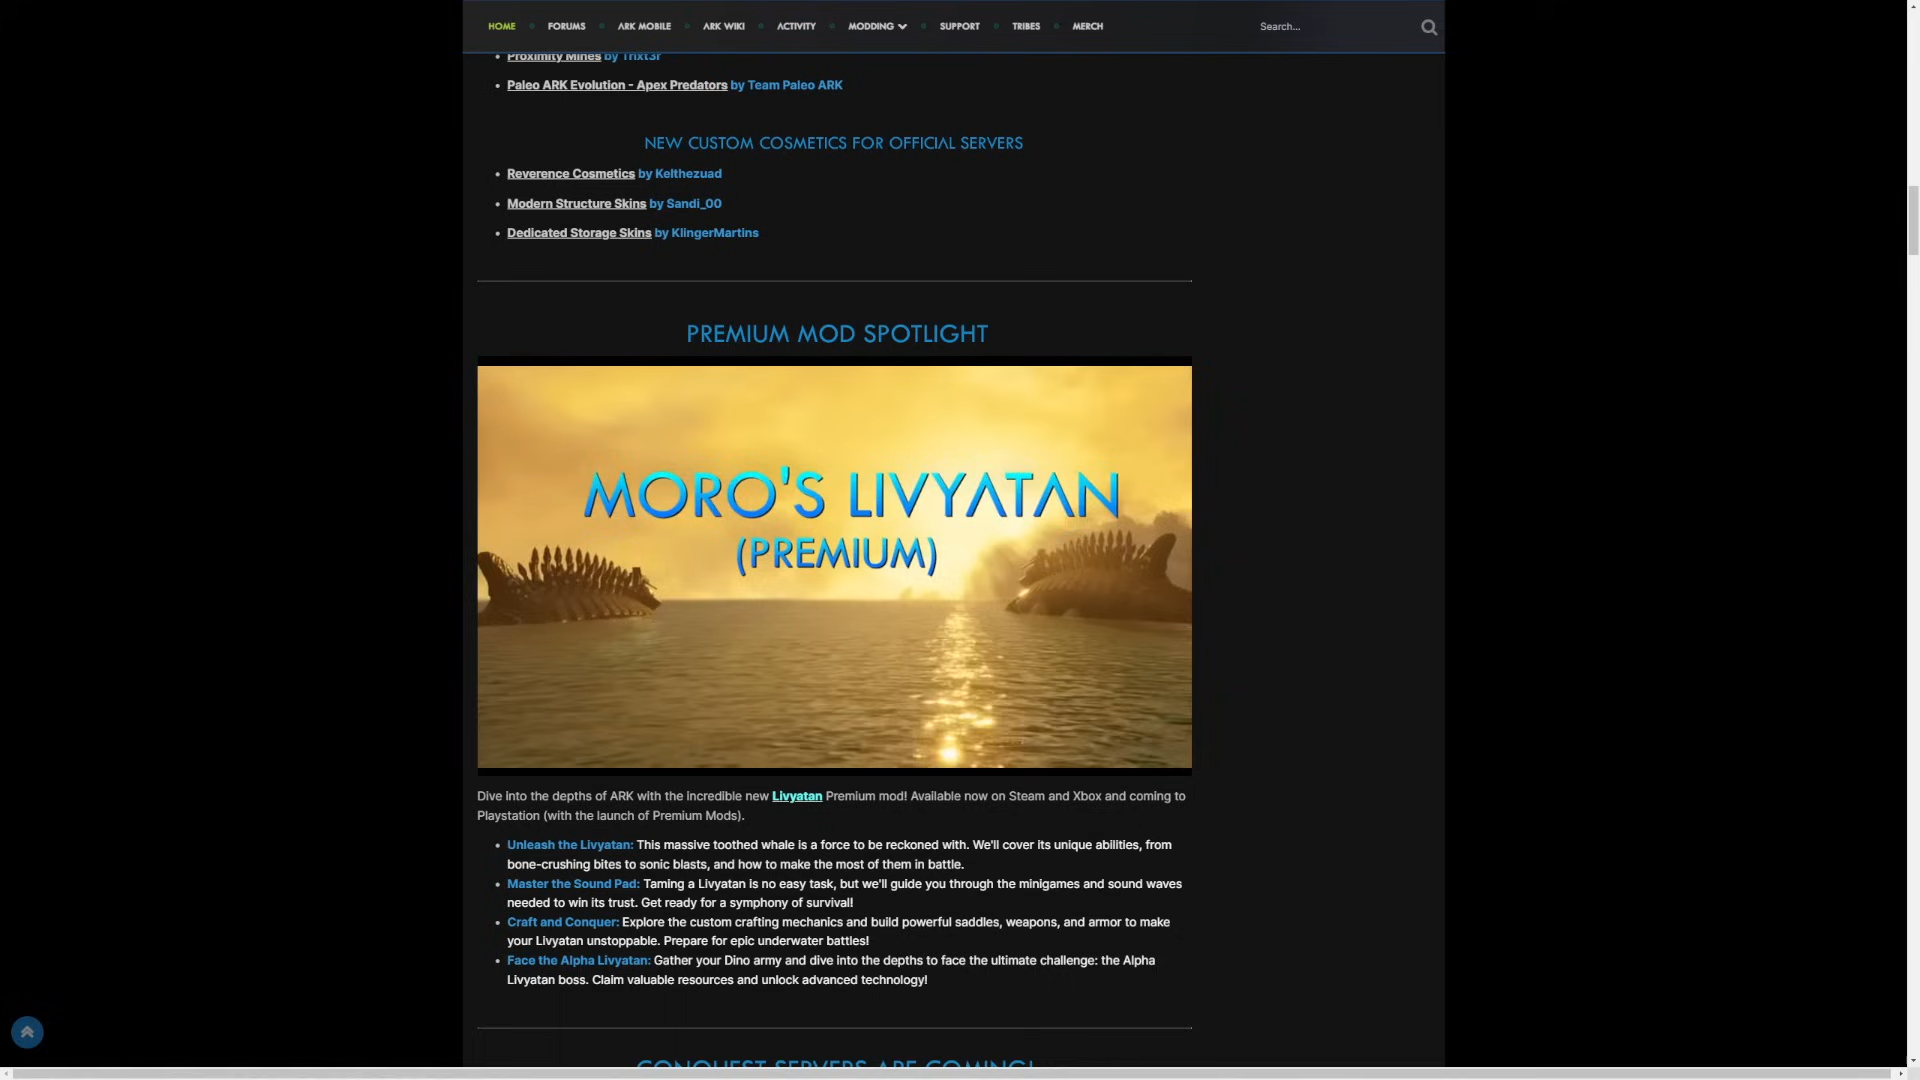 HOME FORUMS ARK MOBILE ARK WIKI ACTIVITY MODDING SUPPORT TRIBES MERCH Search...
Proximity Mines by Trixt3r
Paleo ARK Evolution - Apex Predators by Team Paleo ARK
NEW CUSTOM COSMETICS FOR OFFICIAL SERVERS
Reverence Cosmetics by Kelthezuad
Modern Structure Skins by Sandi_00
Dedicated Storage Skins by KlingerMartins
PREMIUM MOD SPOTLIGHT
MORO'S LIVYATAN
(PREMIUM)
Dive into the depths of ARK with the incredible new Livyatan Premium mod! Available now on Steam and Xbox and coming to
Playstation (with the launch of Premium Mods).
Unleash the Livyatan: This massive toothed whale is a force to be reckoned with. We'll cover its unique abilities, from
bone-crushing bites to sonic blasts, and how to make the most of them in battle.
Master the Sound Pad: Taming a Livyatan is no easy task, but we'll guide you through the minigames and sound waves
needed to win its trust. Get ready for a symphony of survival!
Craft and Conquer: Explore the custom crafting mechanics and build powerful saddles, weapons, and armor to make
your Livyatan unstoppable. Prepare for epic underwater battles!
Face the Alpha Livyatan: Gather your Dino army and dive into the depths to face the ultimate challenge: the Alpha
Livyatan boss. Claim valuable resources and unlock advanced technology!
CONQUEST SERVERS ARE COMING!